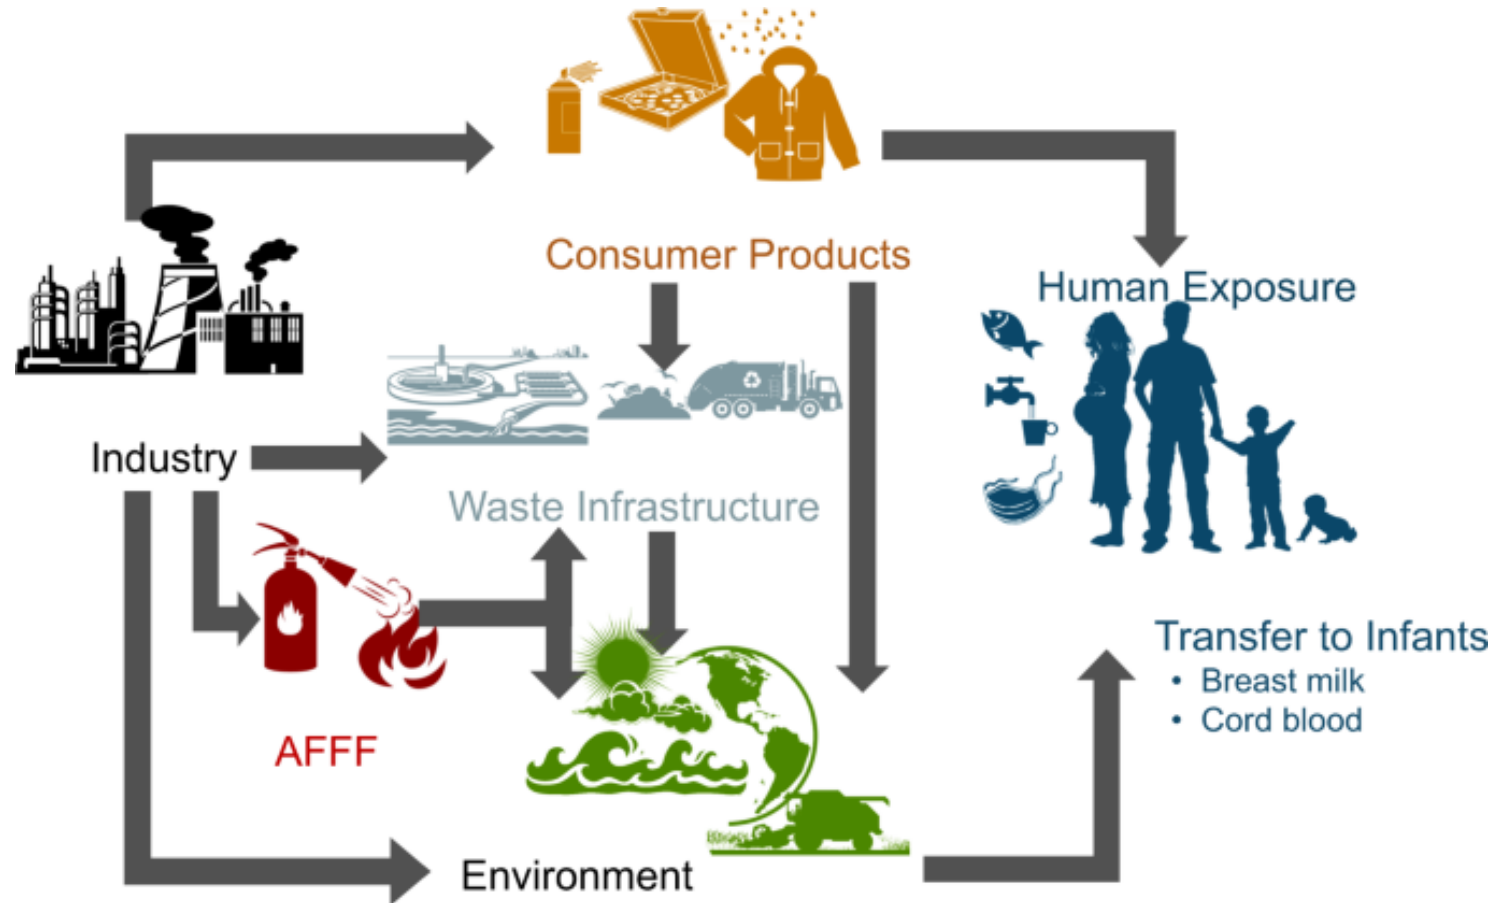 Consumer Products
Human Exposure
Industry
Waste Infrastructure
Transfer to Infants
• Breast milk
• Cord blood
AFFF
Environment